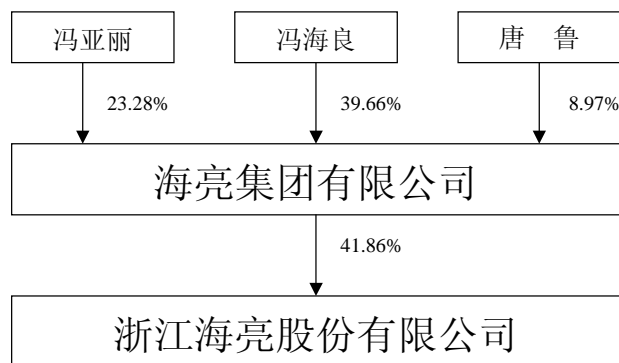 冯亚丽 冯海良 唐 鲁
23.28% 39.66% 8.97%
海亮集团有限公司
41.86%
浙江海亮股份有限公司